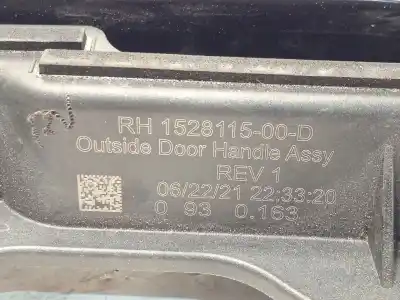 RH 1528115-00-D
Outside Door Handle Assy
REV 1
06/22/21 22:33:20
0 93 0.163